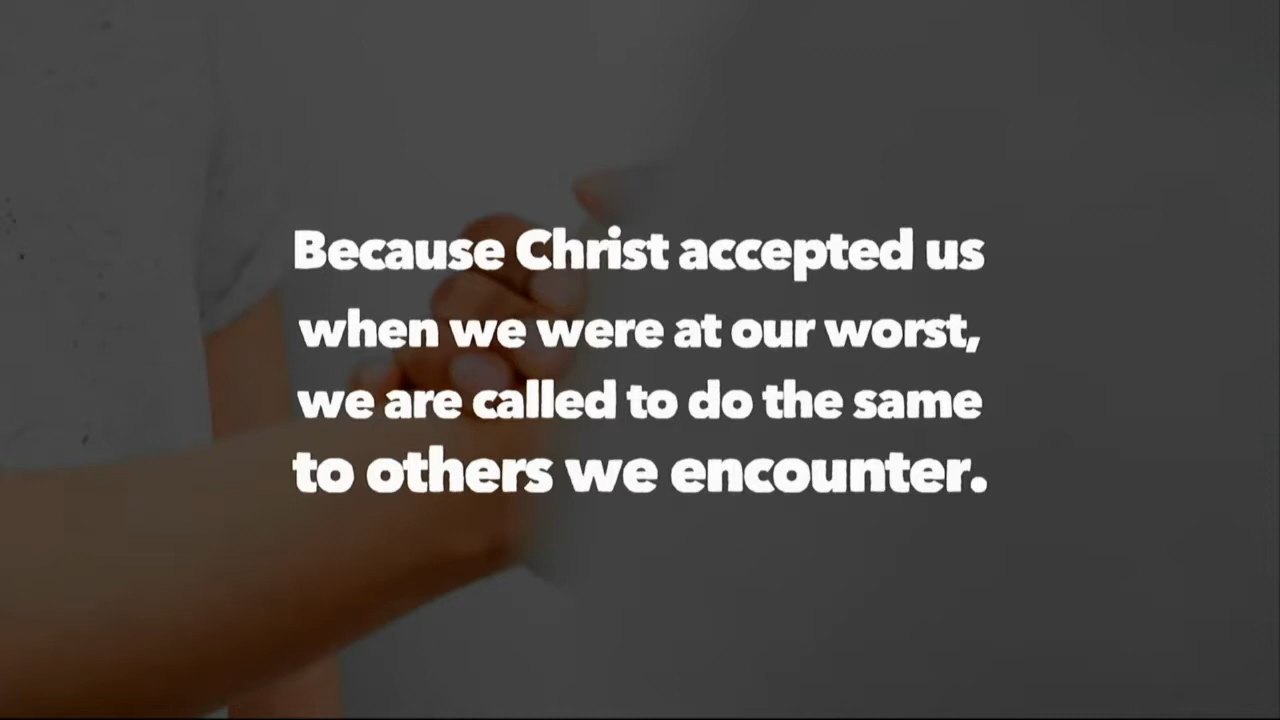 Because Christ accepted us
when we were at our worst,
we are called to do the same
to others we encounter.